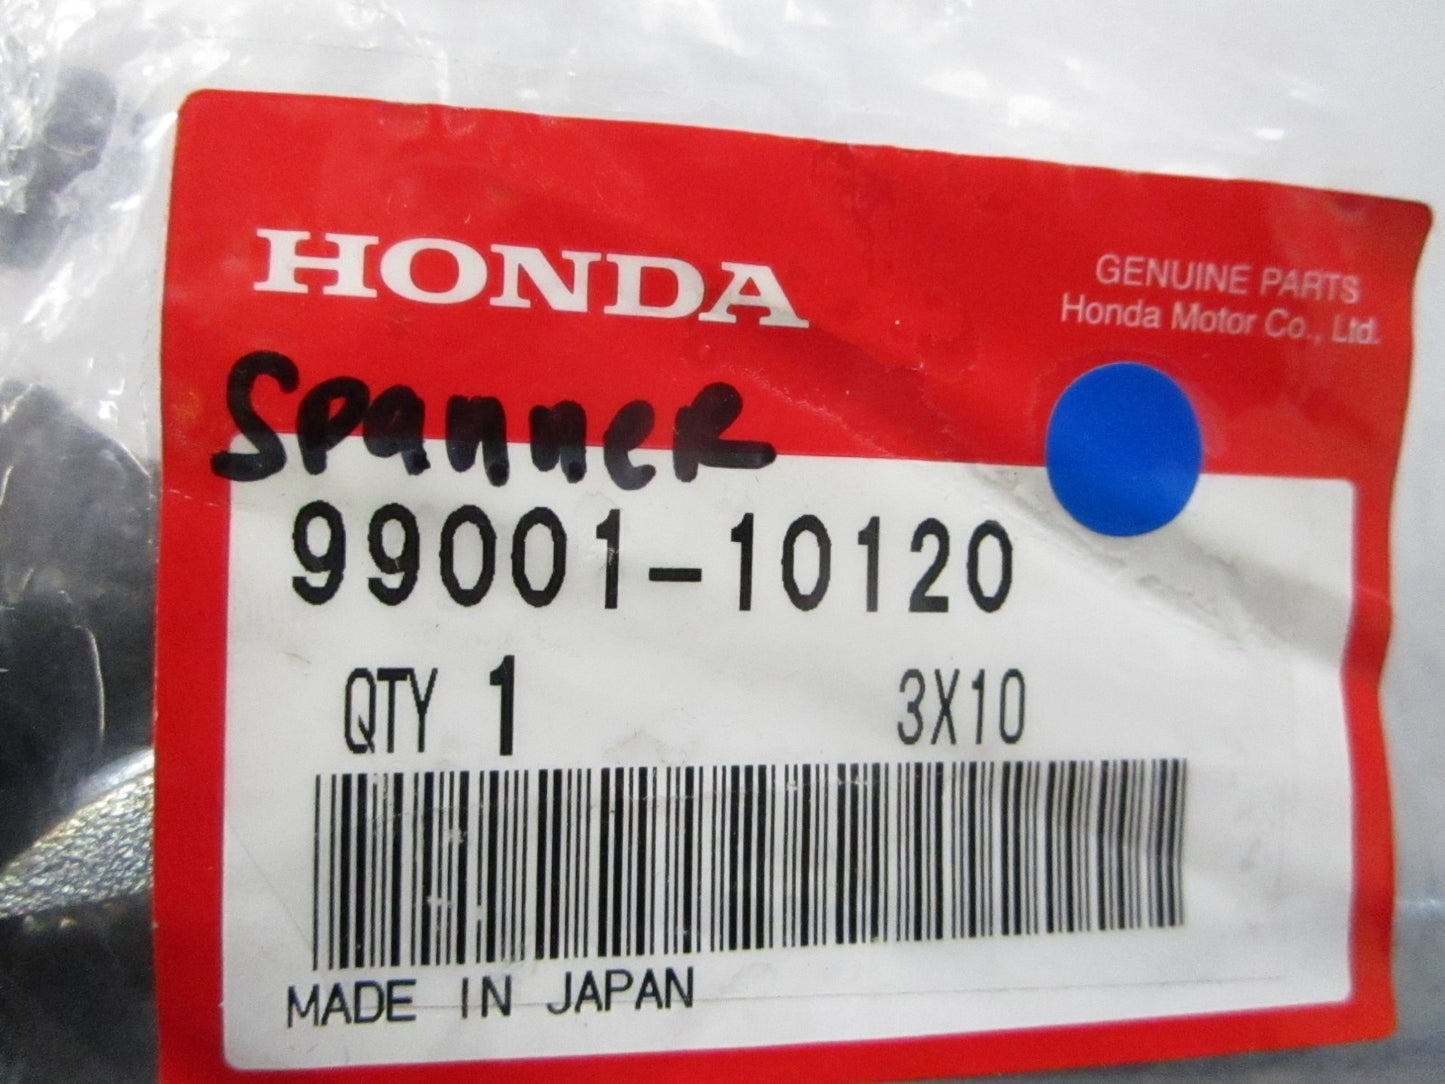 HONDA
GENUINE PARTS
Honda Motor Co., Ltd.
Spanner
99001-10120
QTY 1 3X10
MADE IN JAPAN